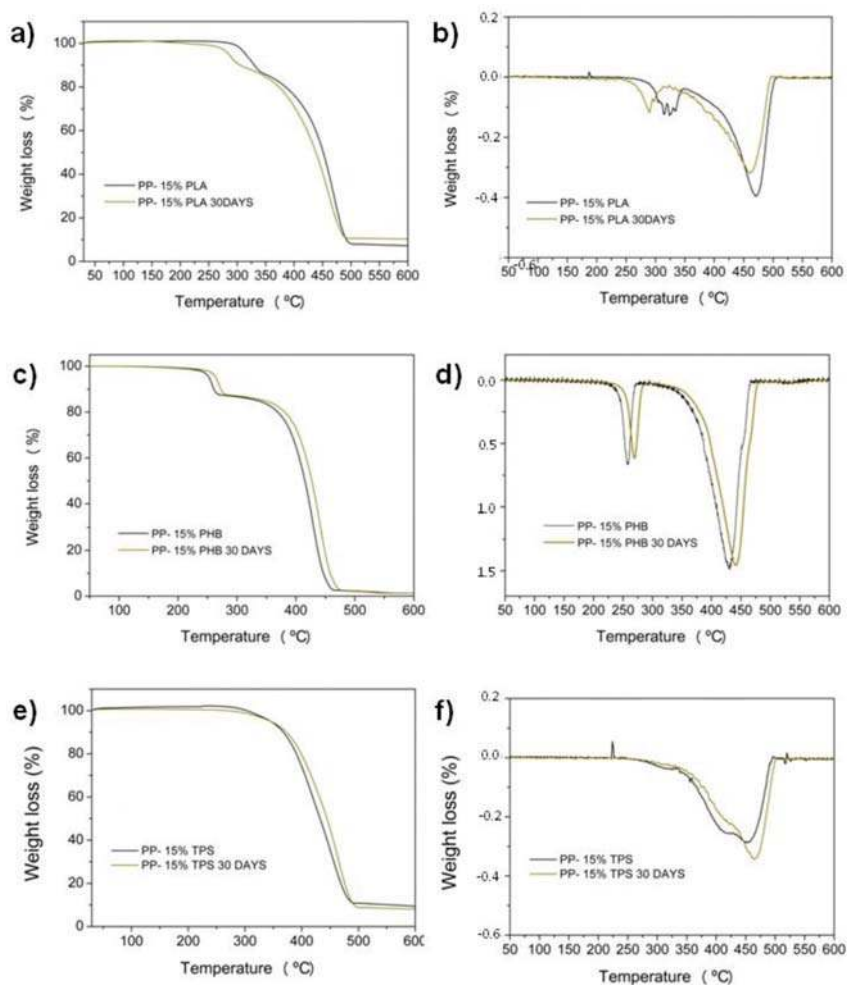 a)
100
80
60
40
20
0
Weight loss (%)
PP- 15% PLA
PP- 15% PLA 30DAYS
50 100 150 200 250 300 350 400 450 500 550 600
Temperature (ºC)
b)
0.2
0.0
-0.2
-0.4
-0.6
Weight loss (%)
PP- 15% PLA
PP- 15% PLA 30DAYS
50 100 150 200 250 300 350 400 450 500 550 600
Temperature (ºC)
c)
100
80
60
40
20
0
Weight loss (%)
PP- 15% PHB
PP- 15% PHB 30 DAYS
100 200 300 400 500 600
Temperature (ºC)
d)
0.0
0.5
1.0
1.5
Weight loss (%)
PP- 15% PHB
PP- 15% PHB 30 DAYS
50 100 150 200 250 300 350 400 450 500 550 600
Temperature (ºC)
e)
100
80
60
40
20
0
Weight loss (%)
PP- 15% TPS
PP- 15% TPS 30 DAYS
100 200 300 400 500 600
Temperature (ºC)
f)
0.2
0.0
-0.2
-0.4
-0.6
Weight loss (%)
PP- 15% TPS
PP- 15% TPS 30 DAYS
50 100 150 200 250 300 350 400 450 500 550 600
Temperature (ºC)